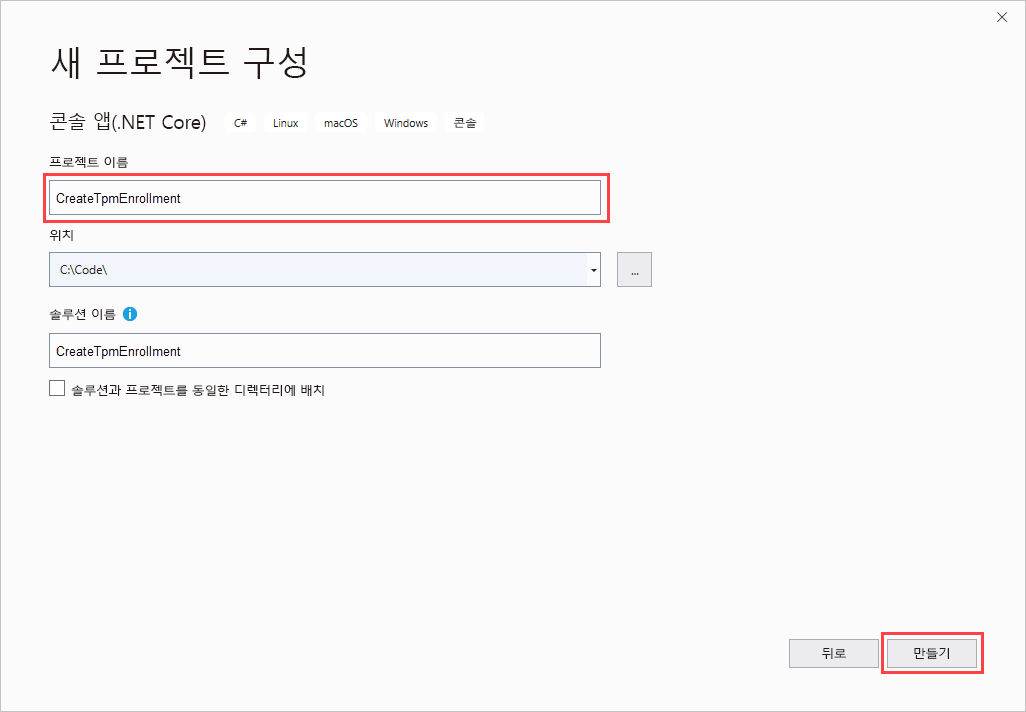 새 프로젝트 구성
콘솔 앱(.NET Core) C# Linux macOS Windows 콘솔
프로젝트 이름
CreateTpmEnrollment
위치
C:\Code\
...
솔루션 이름
CreateTpmEnrollment
솔루션과 프로젝트를 동일한 디렉터리에 배치
뒤로 만들기